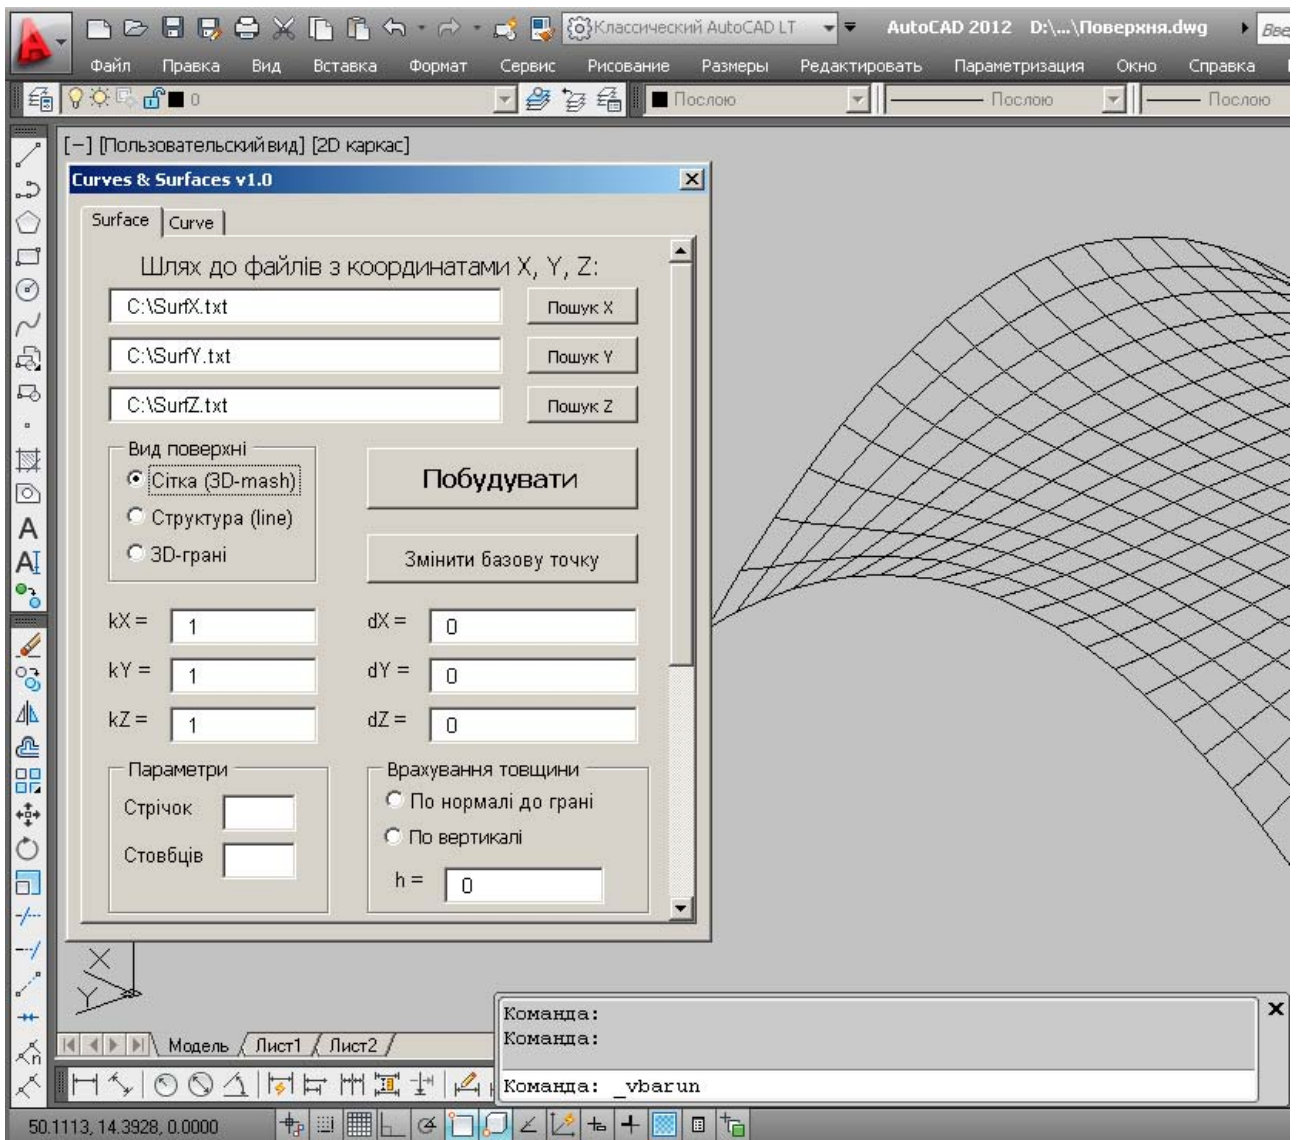 Классический AutoCAD LT
AutoCAD 2012 D:\...\Поверхня.dwg
Файл Правка Вид Вставка Формат Сервис Рисование Размеры Редактировать Параметризация Окно Справка
0 Послою Послою Послою
[−] [Пользовательский вид] [2D каркас]
Curves & Surfaces v1.0
Surface Curve
Шлях до файлів з координатами X, Y, Z:
C:\SurfX.txt Пошук X
C:\SurfY.txt Пошук Y
C:\SurfZ.txt Пошук Z
Вид поверхні
Сітка (3D-mash)
Структура (line)
3D-грані
Побудувати
Змінити базову точку
kX = 1 dX = 0
kY = 1 dY = 0
kZ = 1 dZ = 0
Параметри
Стрічок
Стовбців
Врахування товщини
По нормалі до грані
По вертикалі
h = 0
X
Y
Модель Лист1 Лист2
Команда:
Команда:
Команда: _vbarun
50.1113, 14.3928, 0.0000